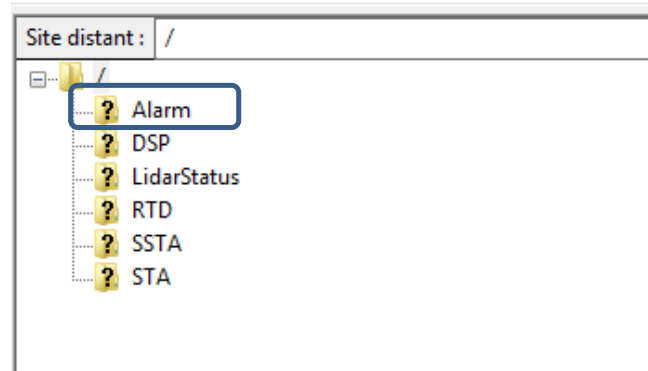 Site distant : /
/
Alarm
DSP
LidarStatus
RTD
SSTA
STA